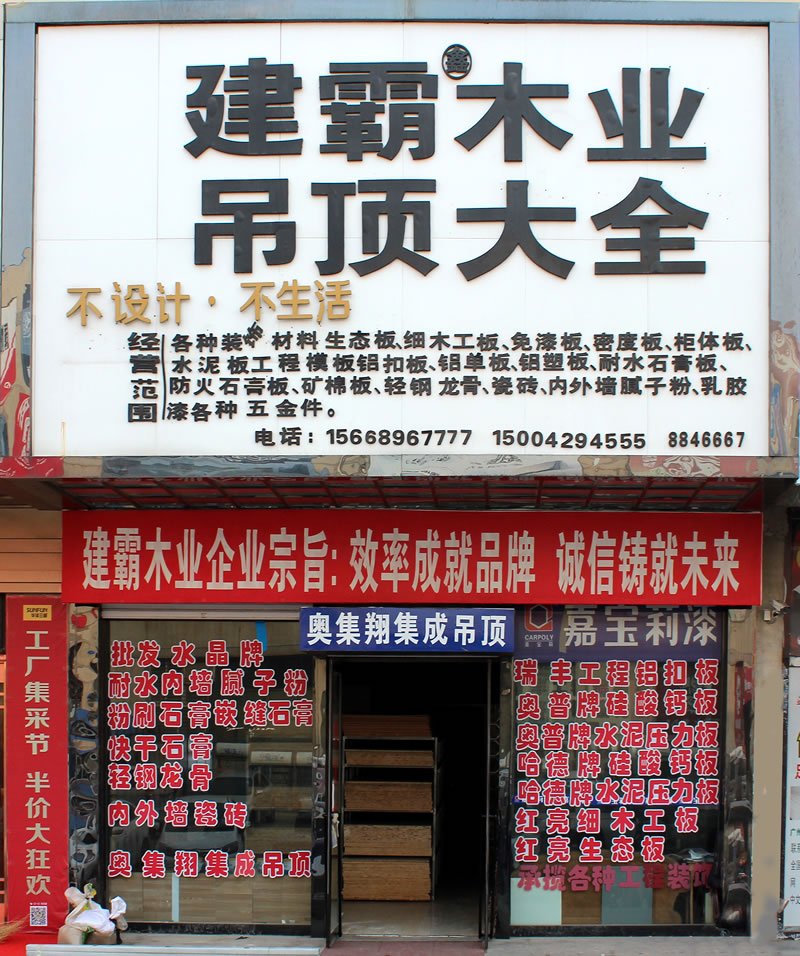 鑫
建霸木业
吊顶大全
不设计·不生活
经营范围
各种装饰材料生态板、细木工板、免漆板、密度板、柜体板、
水泥板工程模板铝扣板、铝单板、铝塑板、耐水石膏板、
防火石膏板、矿棉板、轻钢龙骨、瓷砖、内外墙腻子粉、乳胶
漆各种五金件。
电话：15668967777 15004294555 8846667
建霸木业企业宗旨：效率成就品牌 诚信铸就未来
SUNFUN
工厂集采节 半价大狂欢
批发水晶牌
耐水内墙腻子粉
粉刷石膏嵌缝石膏
快干石膏
轻钢龙骨
内外墙瓷砖
奥集翔集成吊顶
奥集翔集成吊顶
CARPOLY
嘉宝莉
嘉宝利漆
瑞丰工程铝扣板
奥普牌硅酸钙板
奥普牌水泥压力板
哈德牌硅酸钙板
哈德牌水泥压力板
红亮细木工板
红亮生态板
承揽各种工程装饰